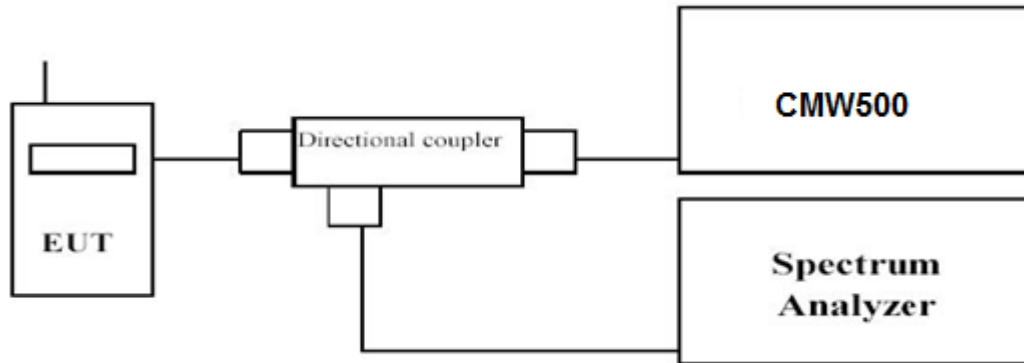 CMW500
Directional coupler
EUT
Spectrum
Analyzer